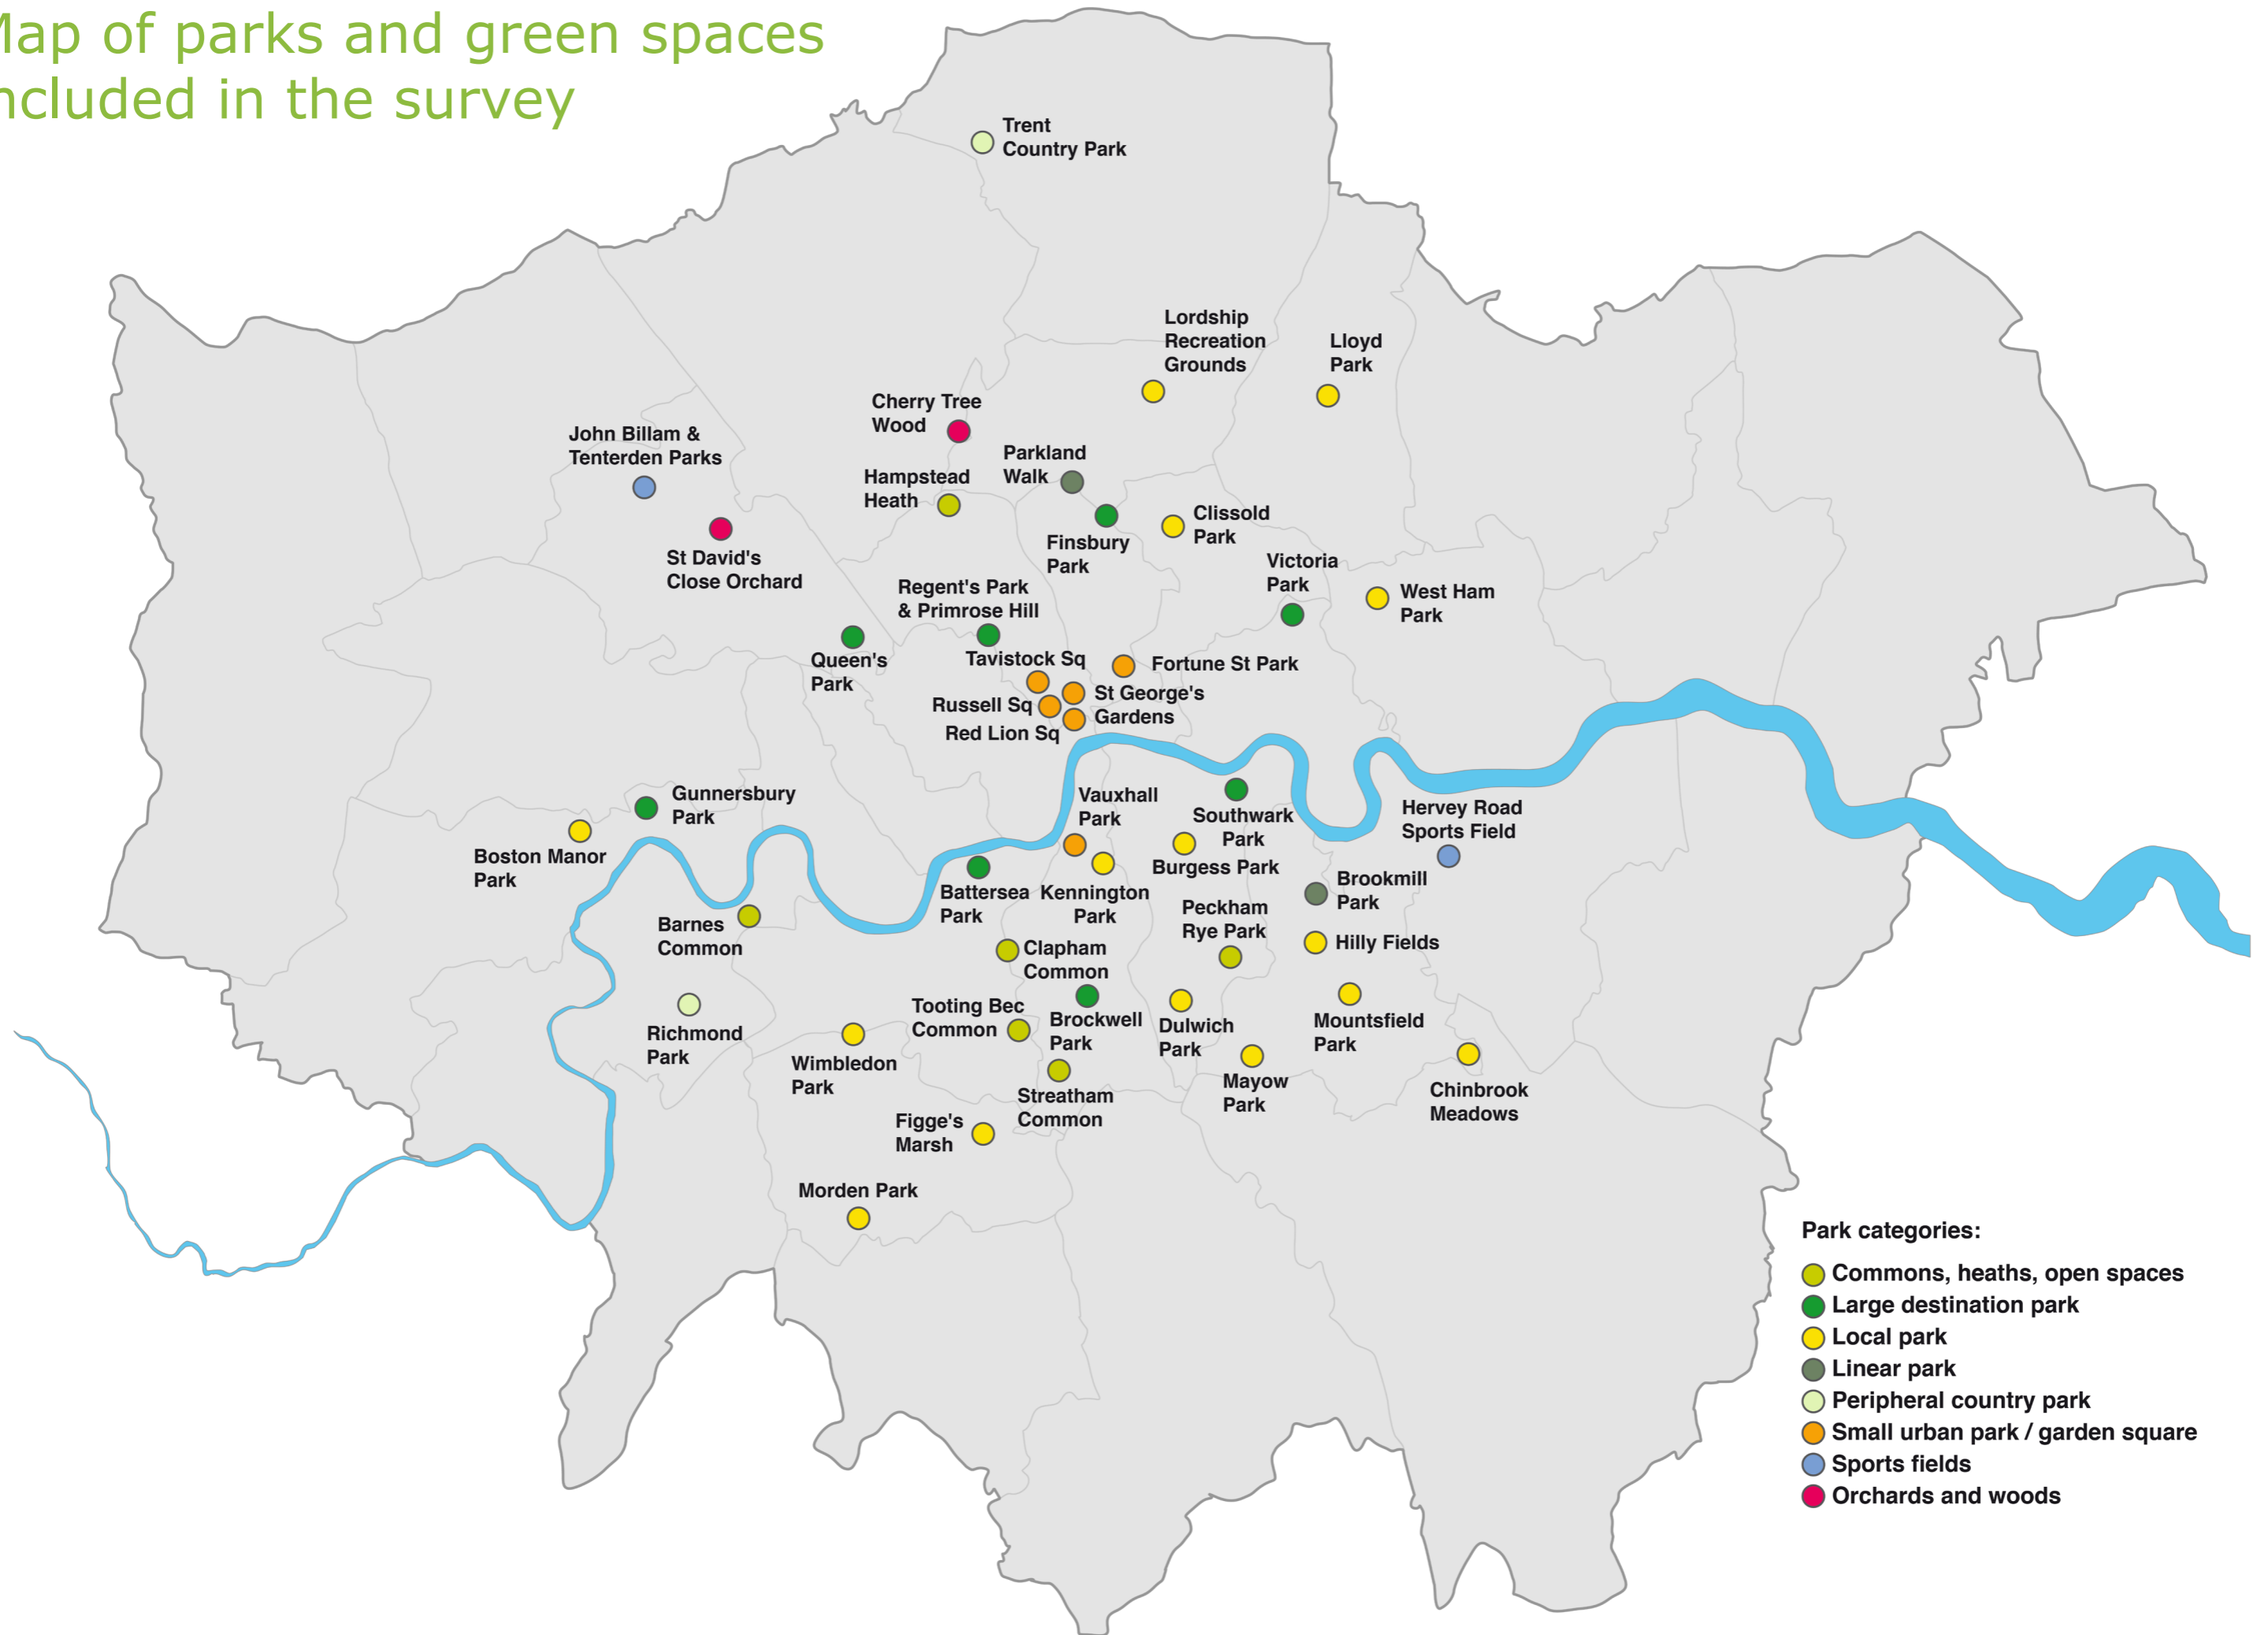 Map of parks and green spaces
included in the survey
Trent
Country Park
Lordship
Recreation
Grounds
Lloyd
Park
Cherry Tree
Wood
John Billam &
Tenterden Parks
Parkland
Walk
Hampstead
Heath
Clissold
Park
Finsbury
Park
St David's
Close Orchard
Victoria
Park
Regent's Park
& Primrose Hill
West Ham
Park
Queen's
Park
Tavistock Sq
Fortune St Park
St George's
Gardens
Russell Sq
Red Lion Sq
Gunnersbury
Park
Vauxhall
Park
Southwark
Park
Hervey Road
Sports Field
Boston Manor
Park
Burgess Park
Battersea
Park
Kennington
Park
Brookmill
Park
Barnes
Common
Peckham
Rye Park
Clapham
Common
Hilly Fields
Richmond
Park
Tooting Bec
Common
Brockwell
Park
Dulwich
Park
Mountsfield
Park
Wimbledon
Park
Mayow
Park
Chinbrook
Meadows
Streatham
Common
Figge's
Marsh
Morden Park
Park categories:
Commons, heaths, open spaces
Large destination park
Local park
Linear park
Peripheral country park
Small urban park / garden square
Sports fields
Orchards and woods